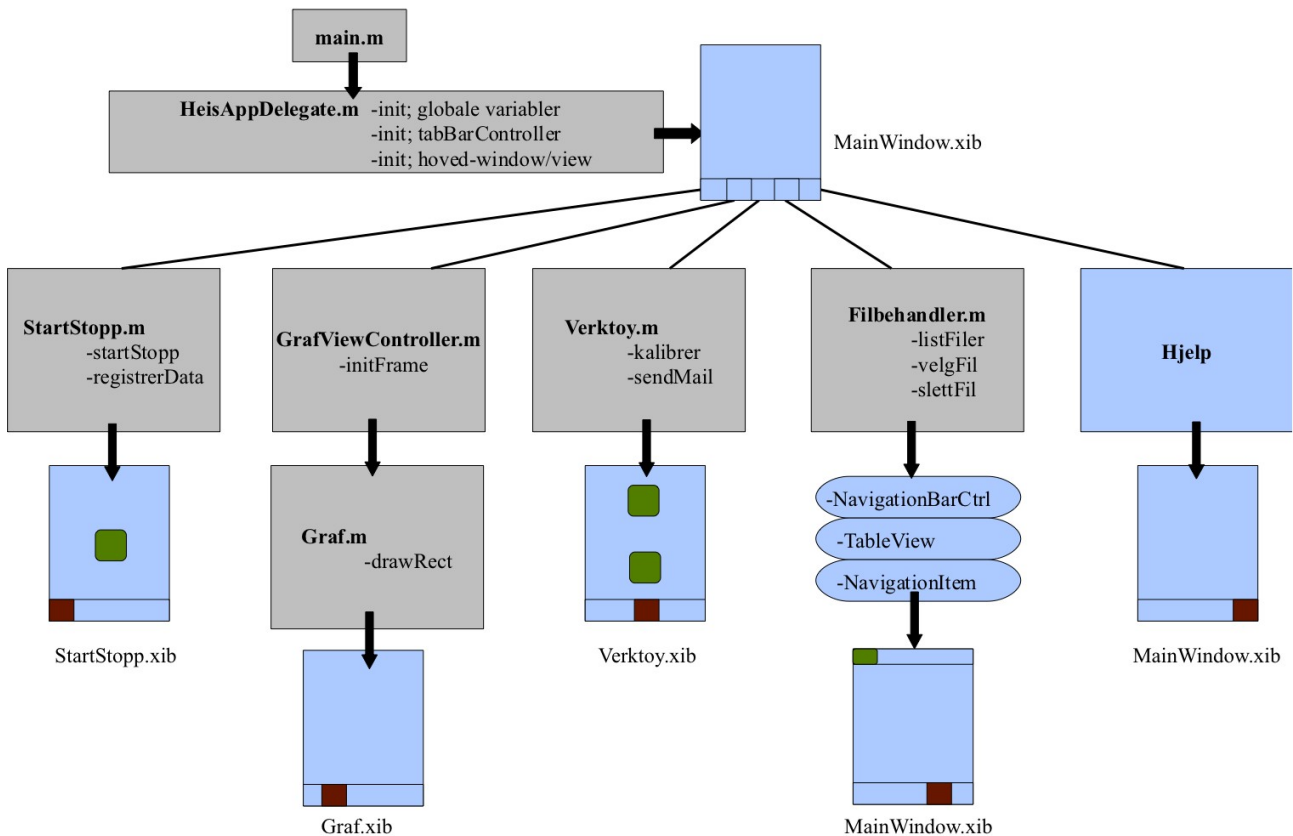 main.m
HeisAppDelegate.m -init; globale variabler
-init; tabBarController
-init; hoved-window/view
MainWindow.xib
StartStopp.m
-startStopp
-registrerData
GrafViewController.m
-initFrame
Verktoy.m
-kalibrer
-sendMail
Filbehandler.m
-listFiler
-velgFil
-slettFil
Hjelp
StartStopp.xib
Graf.m
-drawRect
Graf.xib
Verktoy.xib
-NavigationBarCtrl
-TableView
-NavigationItem
MainWindow.xib
MainWindow.xib